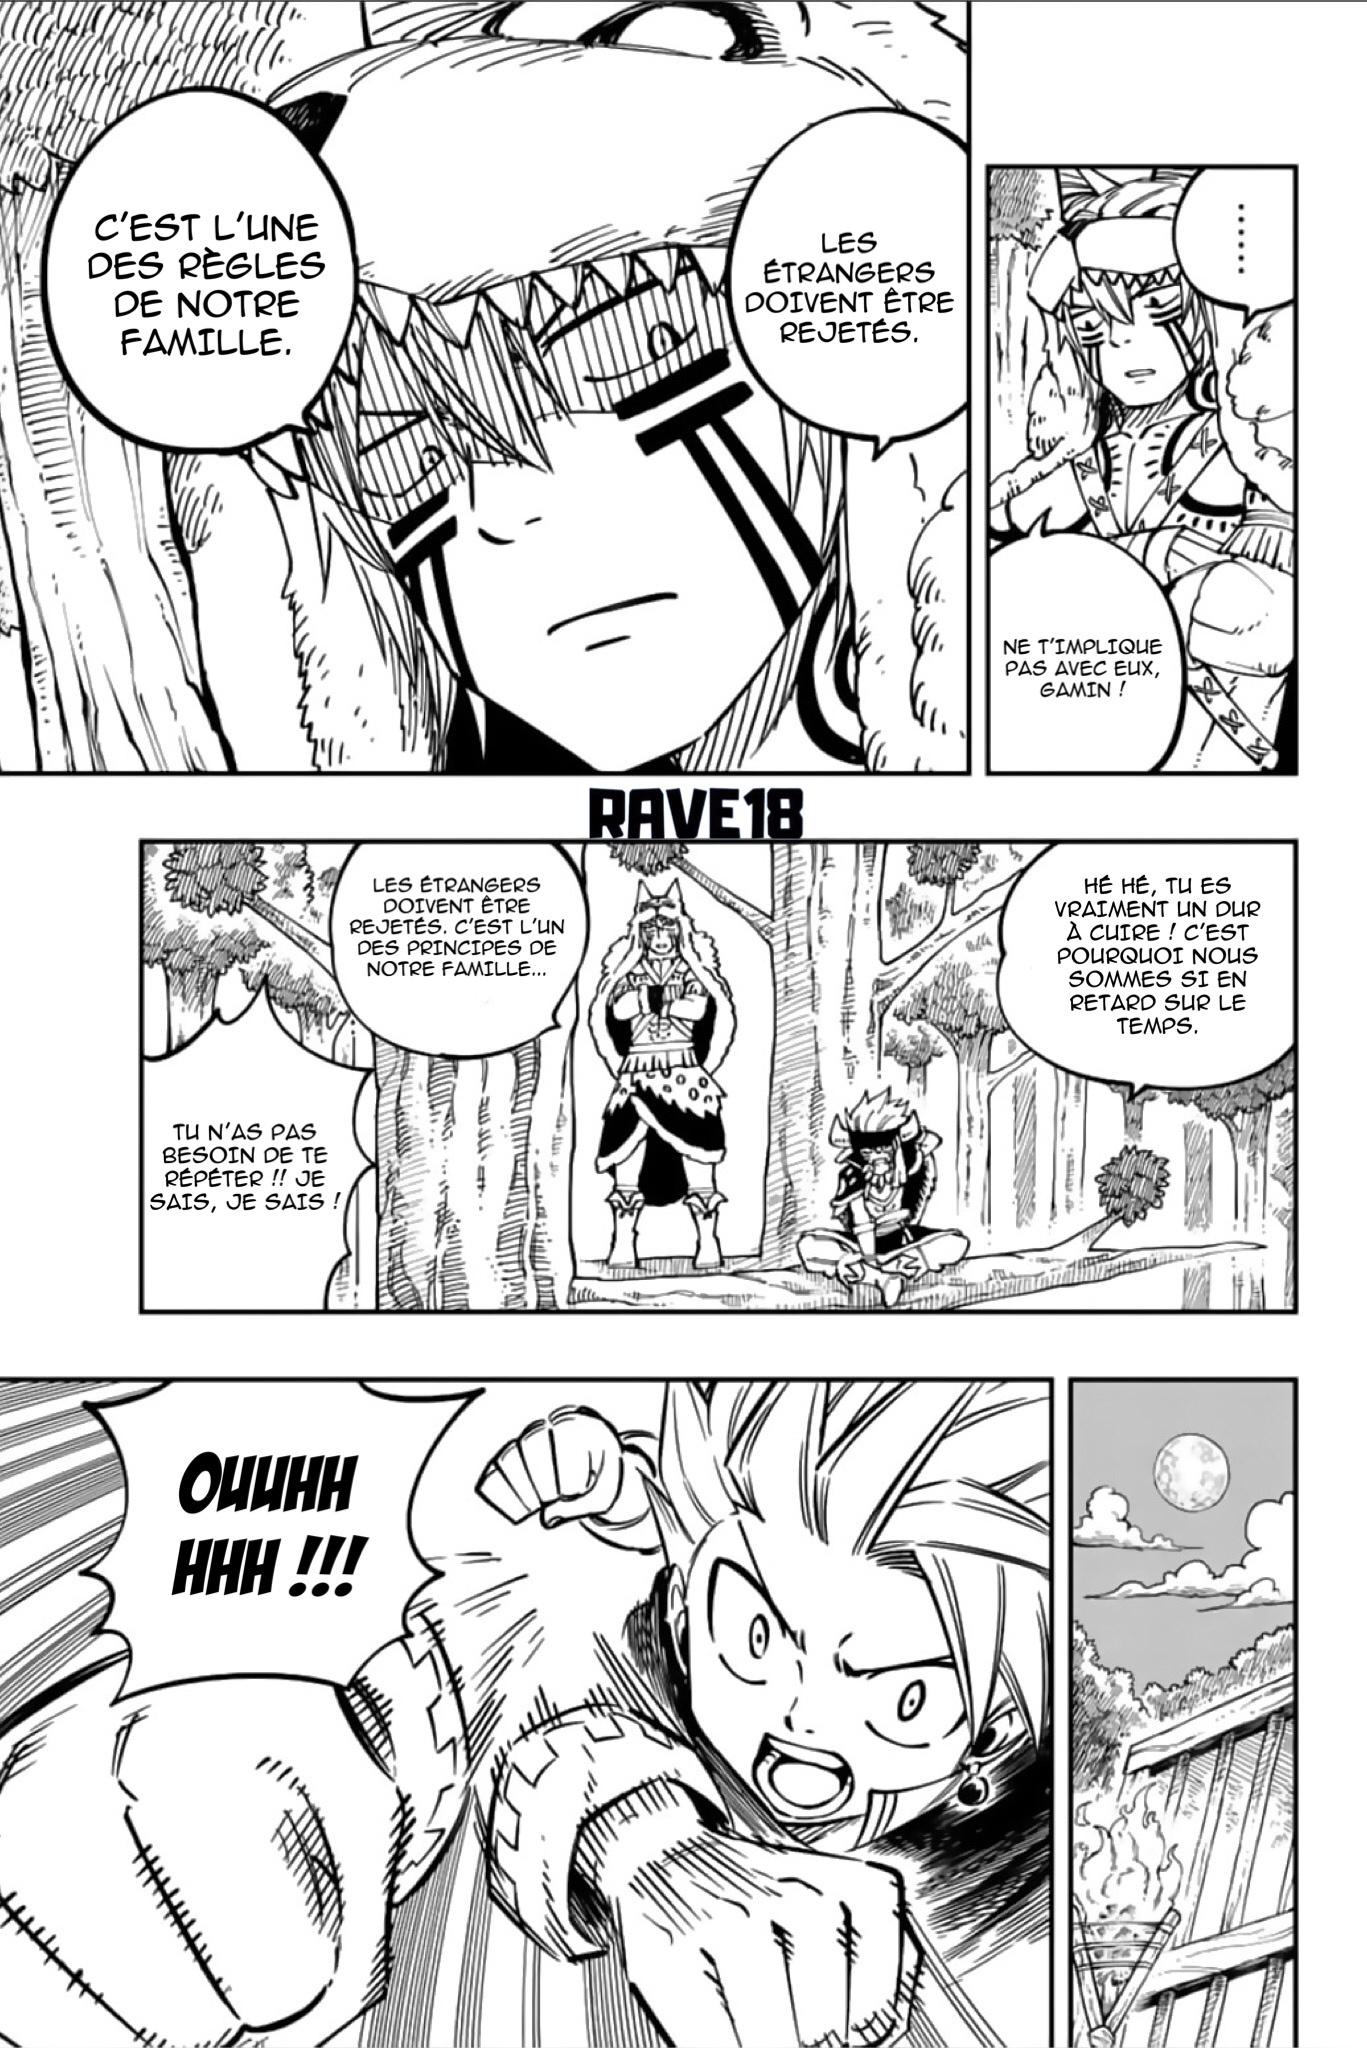 ......
NE T'IMPLIQUE
PAS AVEC EUX,
GAMIN !
LES
ÉTRANGERS
DOIVENT ÊTRE
REJETÉS.
C'EST L'UNE
DES RÈGLES
DE NOTRE
FAMILLE.
RAVE18
HÉ HÉ, TU ES
VRAIMENT UN DUR
À CUIRE ! C'EST
POURQUOI NOUS
SOMMES SI EN
RETARD SUR LE
TEMPS.
LES ÉTRANGERS
DOIVENT ÊTRE
REJETÉS. C'EST L'UN
DES PRINCIPES DE
NOTRE FAMILLE...
TU N'AS PAS
BESOIN DE TE
RÉPÉTER !! JE
SAIS, JE SAIS !
OUUHH
HHH !!!